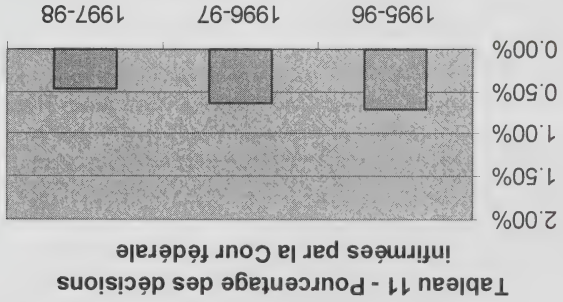 Tableau 11 - Pourcentage des décisions
infirmées par la Cour fédérale
2.00%
1.50%
1.00%
0.50%
0.00%
1995-96 1996-97 1997-98